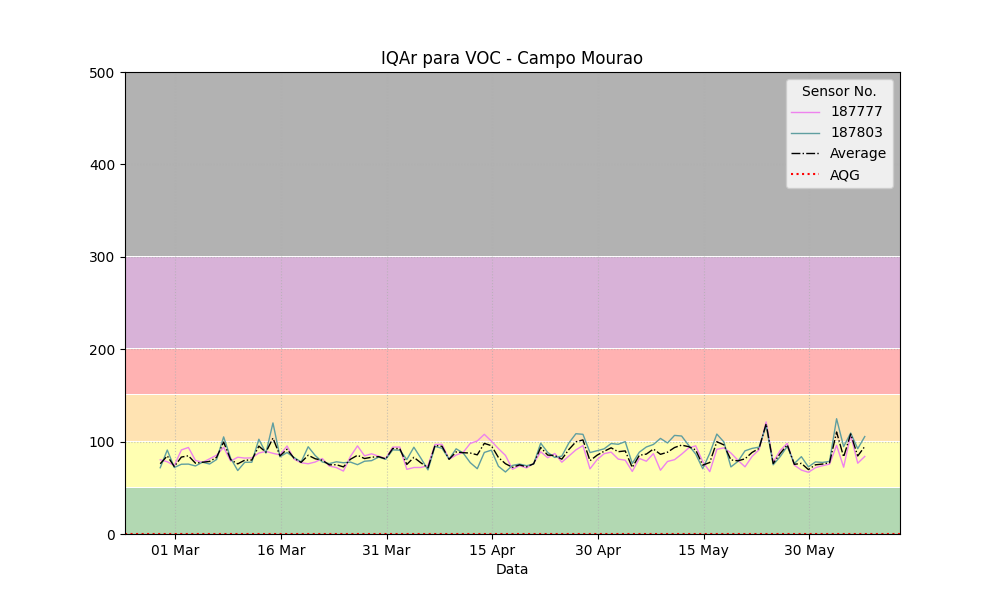 IQAr para VOC - Campo Mourao
500
400
300
200
100
0
Sensor No.
187777
187803
Average
AQG
01 Mar
16 Mar
31 Mar
15 Apr
30 Apr
15 May
30 May
Data